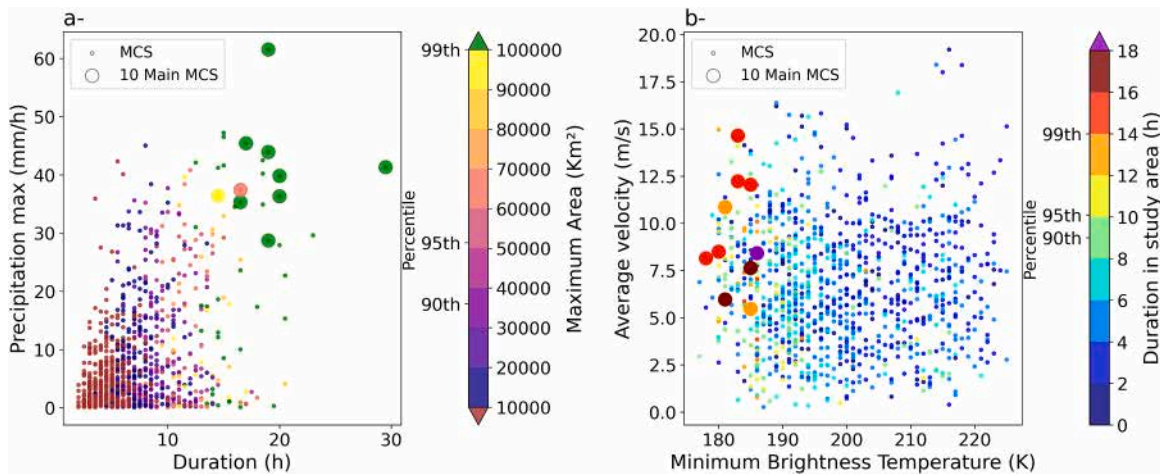 a-
MCS
10 Main MCS
Precipitation max (mm/h)
60
50
40
30
20
10
0
10
20
30
Duration (h)
99th
95th
90th
Percentile
100000
90000
80000
70000
60000
50000
40000
30000
20000
10000
Maximum Area (Km²)
b-
MCS
10 Main MCS
Average velocity (m/s)
20.0
17.5
15.0
12.5
10.0
7.5
5.0
2.5
0.0
180
190
200
210
220
Minimum Brightness Temperature (K)
99th
95th
90th
Percentile
18
16
14
12
10
8
6
4
2
0
Duration in study area (h)